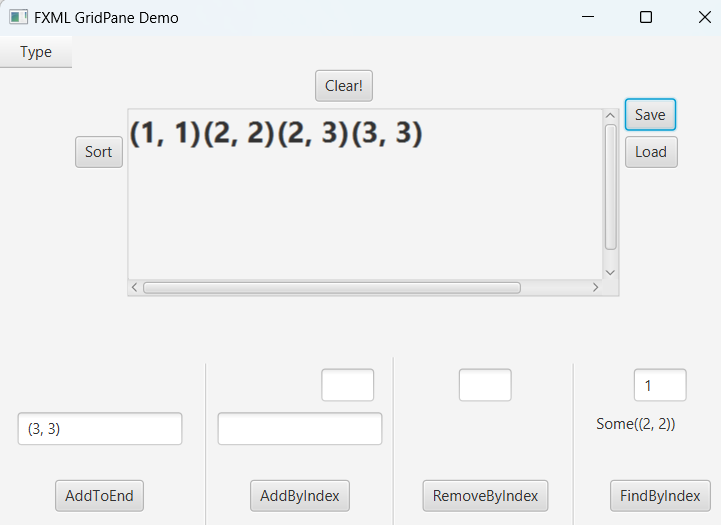 FXML GridPane Demo
Type
Clear!
Save
(1, 1)(2, 2)(2, 3)(3, 3)
Sort
Load
1
(3, 3)
Some((2, 2))
AddToEnd
AddByIndex
RemoveByIndex
FindByIndex